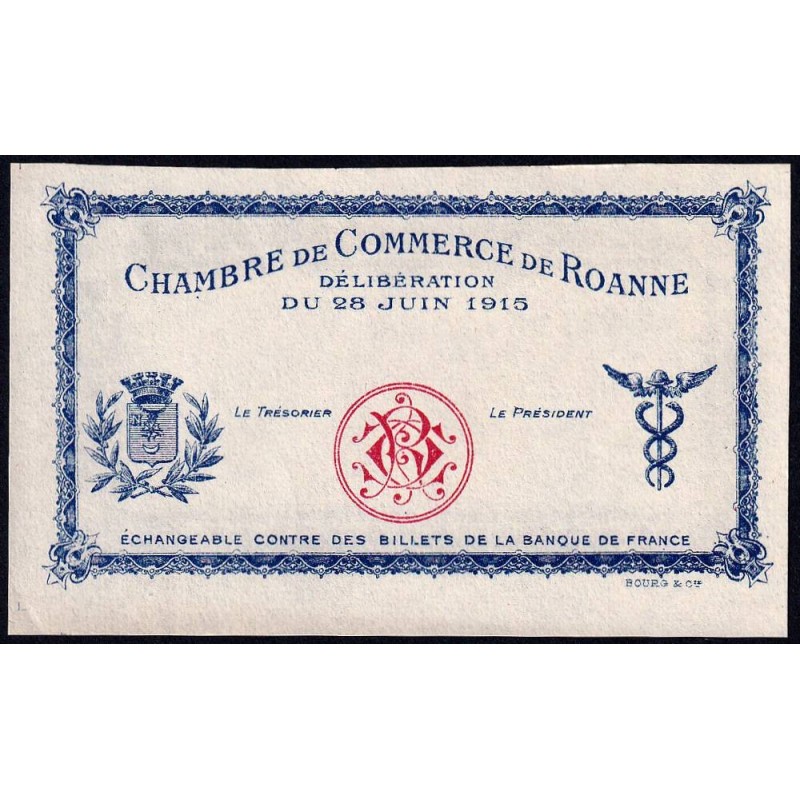 CHAMBRE DE COMMERCE DE ROANNE
DÉLIBÉRATION
DU 28 JUIN 1915
LE TRÉSORIER
LE PRÉSIDENT
ÉCHANGEABLE CONTRE DES BILLETS DE LA BANQUE DE FRANCE
BOURG & Cie